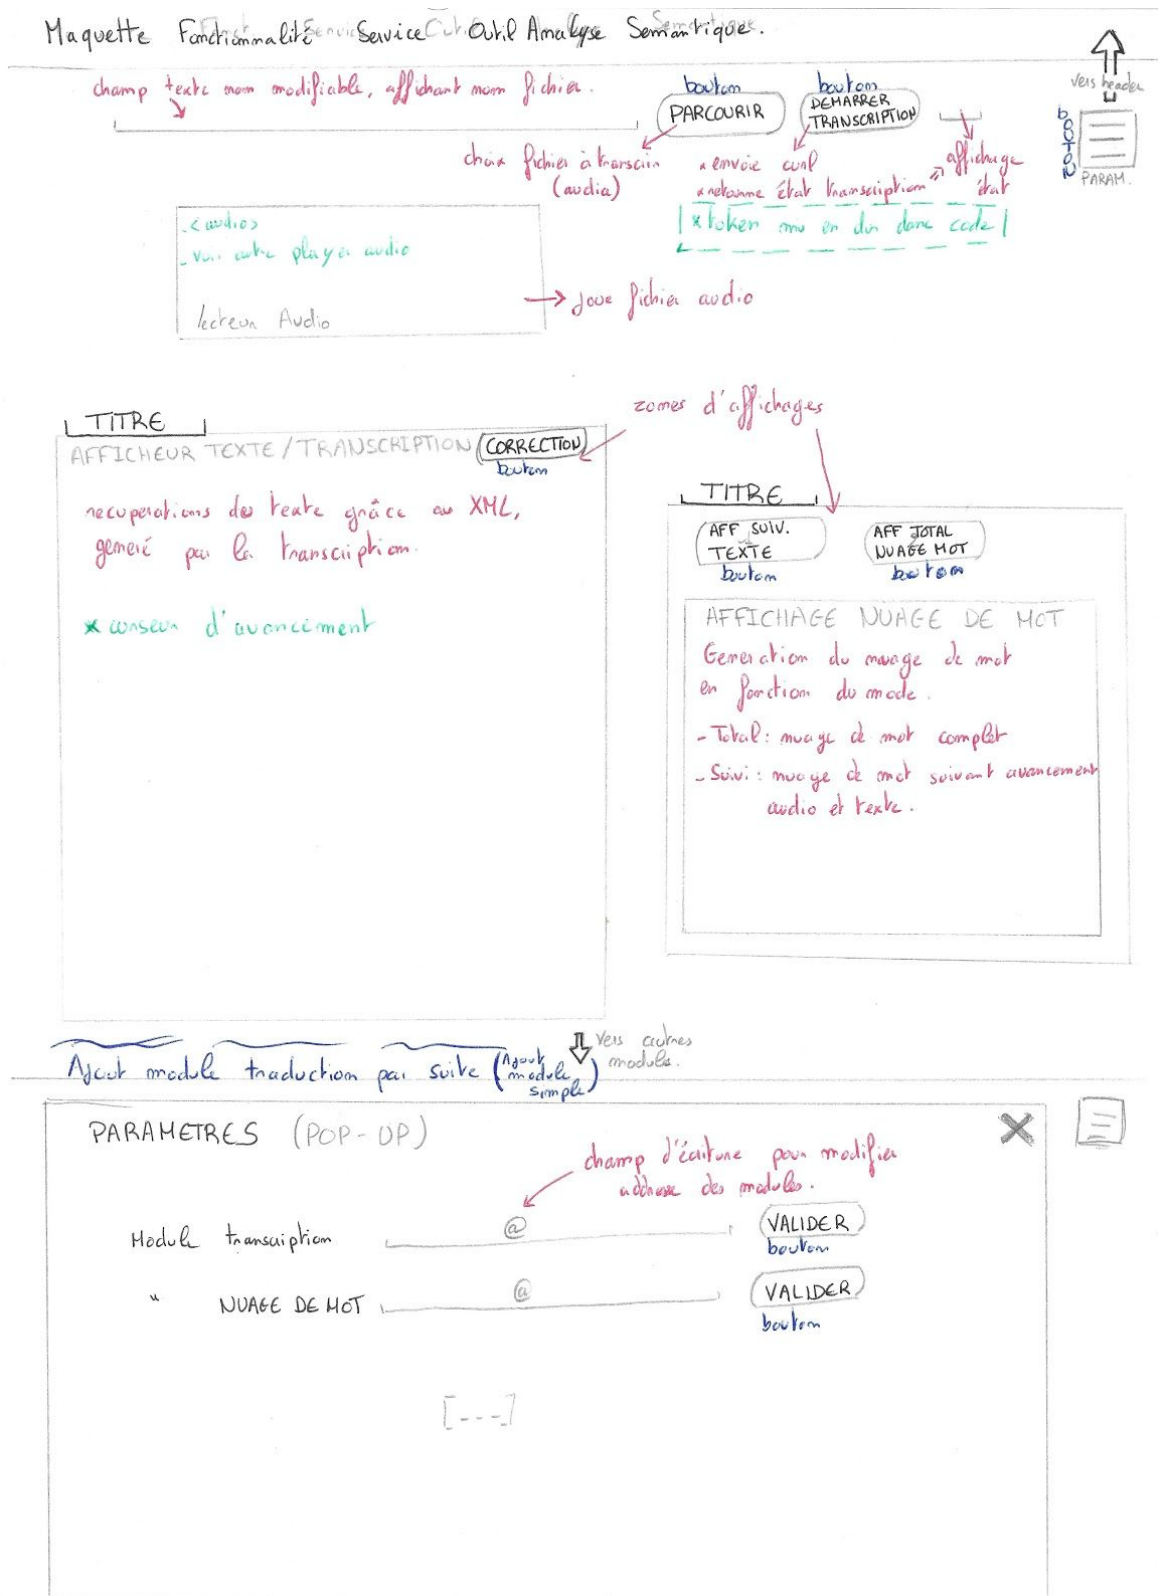 Maquette Fonctionnalité Service Outil Analyse Semantique.
vers header
champ texte non modifiable, affichant nom fichier.
bouton
PARCOURIR
bouton
DEMARRER
TRANSCRIPTION
BOUTON
PARAM.
choix fichier à transcrire
(audio)
* envoie curl
* retourne état transcription
affichage
état
* token mis en dur dans code
- <audio>
- voir autre player audio
lecteur Audio
joue fichier audio
zones d'affichages
TITRE
AFFICHEUR TEXTE/TRANSCRIPTION
CORRECTION
bouton
recuperations des texte grâce au XML,
generé par la transcription.
* curseur d'avancement
TITRE
AFF SUIV.
TEXTE
bouton
AFF TOTAL
NUAGE MOT
bouton
AFFICHAGE NUAGE DE MOT
Generation du nuage de mot
en fonction du mode.
- Total : nuage de mot complet
- Suivi : nuage de mot suivant avancement
audio et texte.
Ajout module traduction par suite (Ajout
module
simple)
Vers autres
modules.
PARAMETRES (POP-UP)
champ d'écriture pour modifier
addresse des modules.
Module transcription
@
VALIDER
bouton
" NUAGE DE MOT
@
VALIDER
bouton
[---]